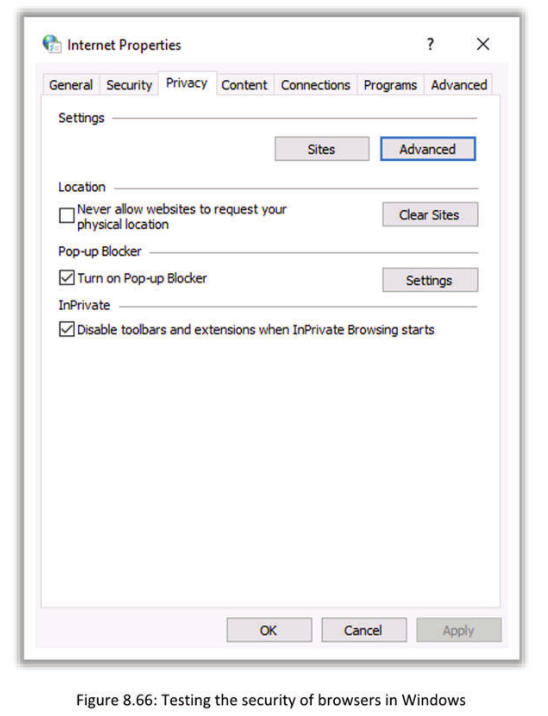 Internet Properties
?
General Security Privacy Content Connections Programs Advanced
Settings
Sites Advanced
Location
Never allow websites to request your
physical location
Clear Sites
Pop-up Blocker
Turn on Pop-up Blocker
Settings
InPrivate
Disable toolbars and extensions when InPrivate Browsing starts
OK Cancel Apply
Figure 8.66: Testing the security of browsers in Windows